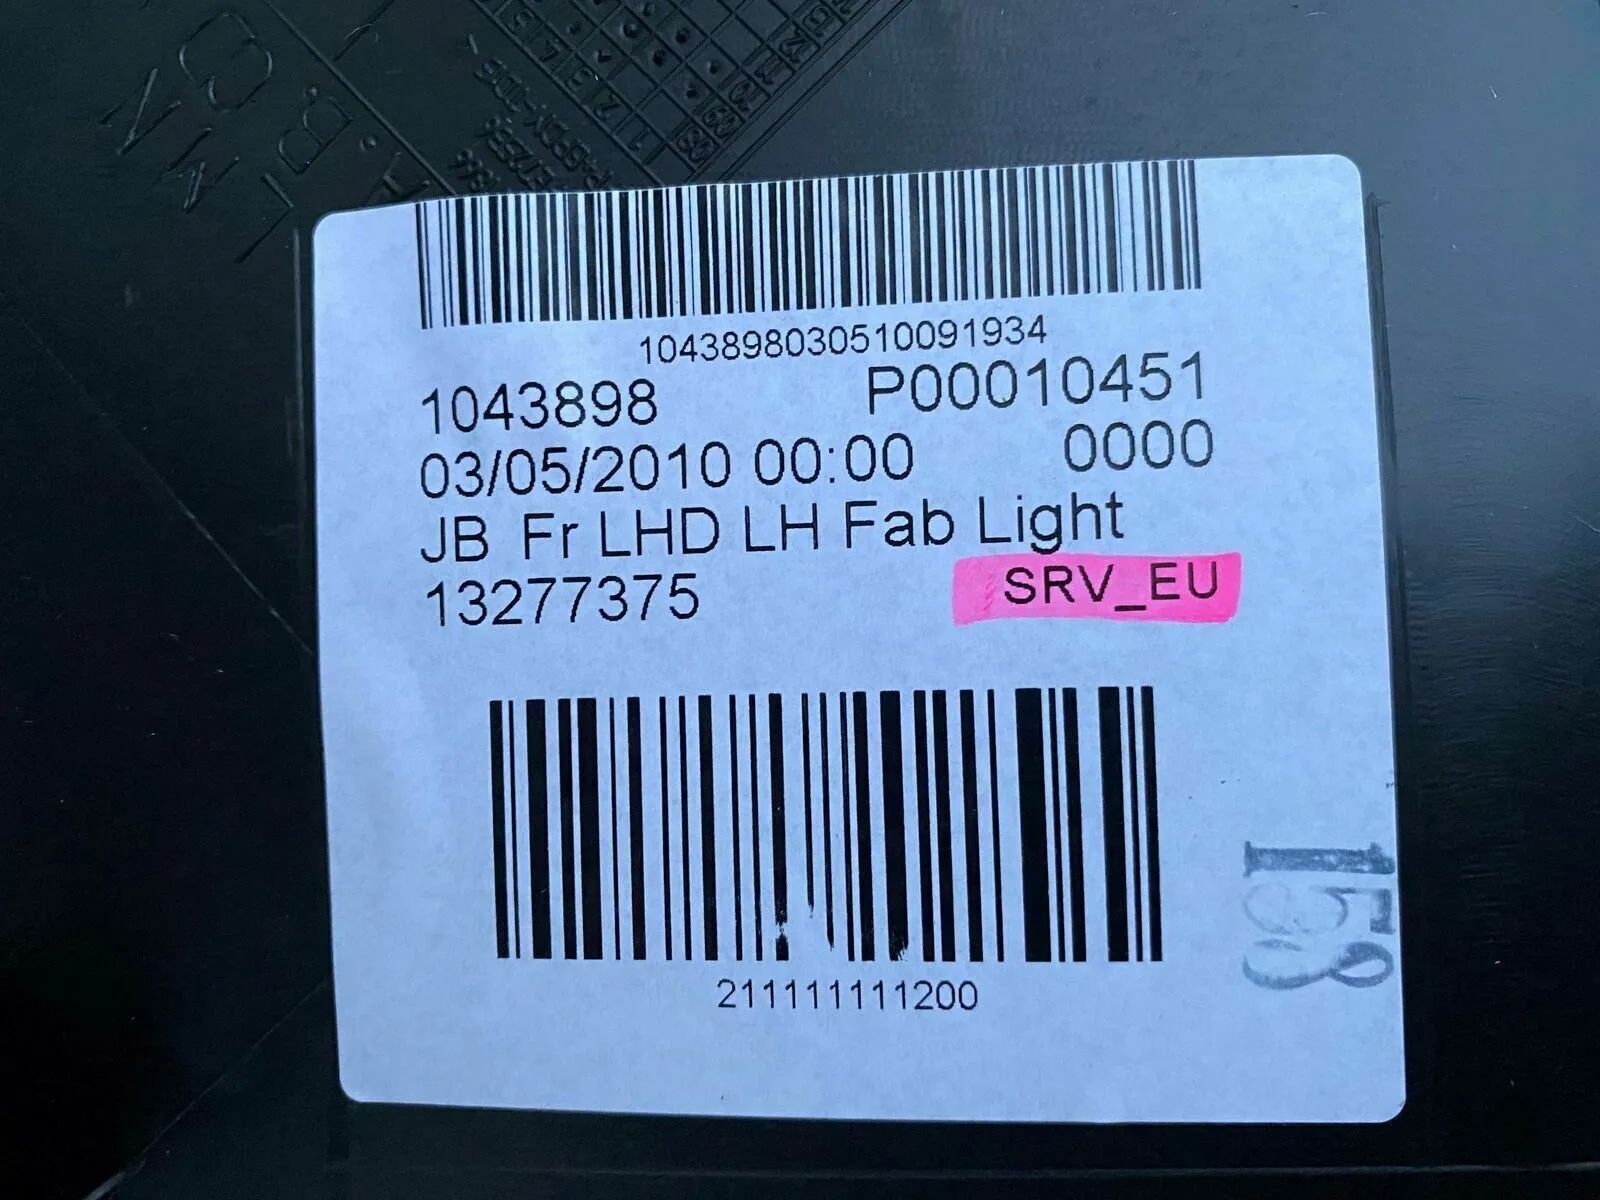 1043898030510091934
1043898 P00010451
03/05/2010 00:00 0000
JB Fr LHD LH Fab Light
13277375 SRV_EU
211111111200
158